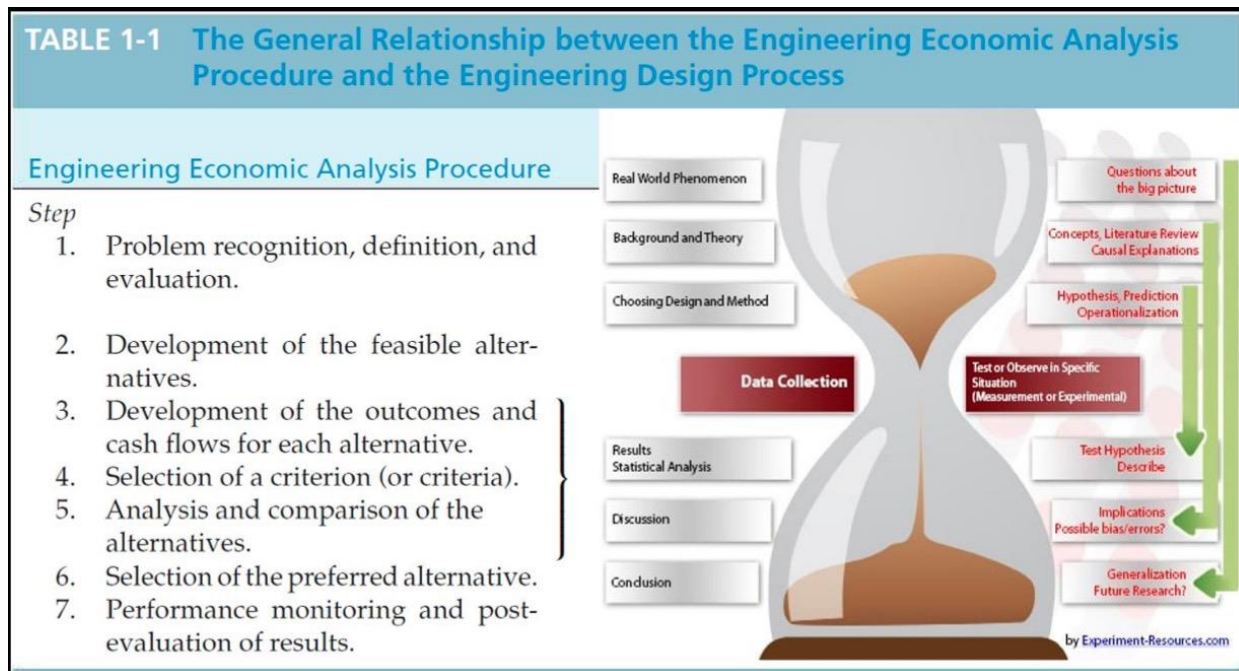 TABLE 1-1 The General Relationship between the Engineering Economic Analysis
Procedure and the Engineering Design Process
Engineering Economic Analysis Procedure
Step
1. Problem recognition, definition, and
evaluation.
2. Development of the feasible alter-
natives.
3. Development of the outcomes and
cash flows for each alternative.
4. Selection of a criterion (or criteria).
5. Analysis and comparison of the
alternatives.
6. Selection of the preferred alternative.
7. Performance monitoring and post-
evaluation of results.
Real World Phenomenon
Questions about
the big picture
Background and Theory
Concepts, Literature Review
Causal Explanations
Choosing Design and Method
Hypothesis, Prediction
Operationalization
Data Collection
Test or Observe in Specific
Situation
(Measurement or Experimental)
Results
Statistical Analysis
Test Hypothesis
Describe
Discussion
Implications
Possible bias/errors?
Conclusion
Generalization
Future Research?
by Experiment-Resources.com